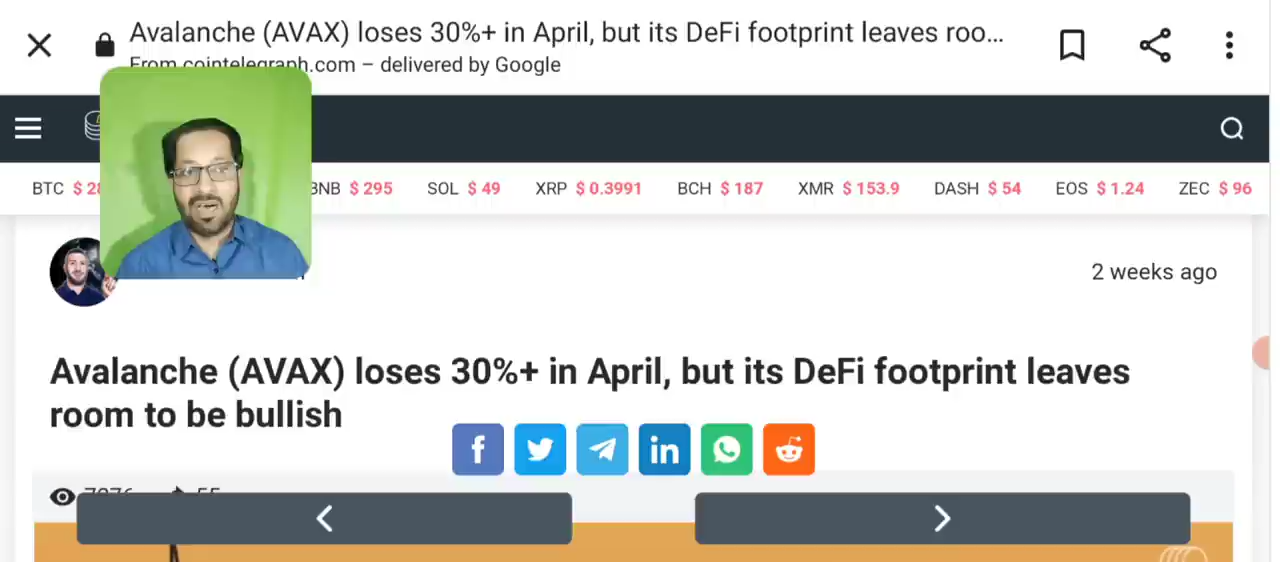 Avalanche (AVAX) loses 30%+ in April, but its DeFi footprint leaves roo...
From cointelegraph.com – delivered by Google
BTC $ 28 BNB $ 295 SOL $ 49 XRP $ 0.3991 BCH $ 187 XMR $ 153.9 DASH $ 54 EOS $ 1.24 ZEC $ 96
2 weeks ago
Avalanche (AVAX) loses 30%+ in April, but its DeFi footprint leaves
room to be bullish